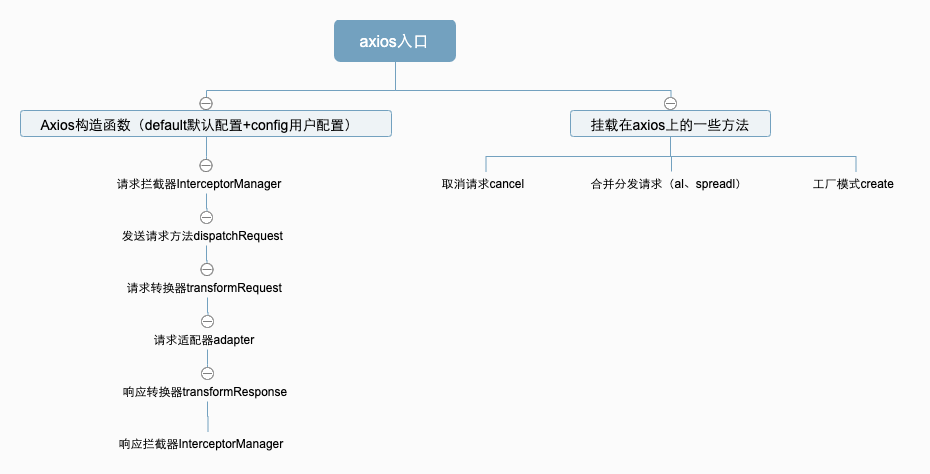 axios入口
Axios构造函数（default默认配置+config用户配置）
挂载在axios上的一些方法
请求拦截器InterceptorManager
取消请求cancel
合并分发请求（al、spreadl）
工厂模式create
发送请求方法dispatchRequest
请求转换器transformRequest
请求适配器adapter
响应转换器transformResponse
响应拦截器InterceptorManager